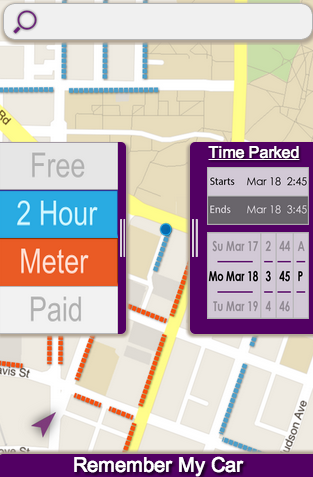 Rd
Free
2 Hour
Meter
Paid
Time Parked
Starts Mar 18 2:45
Ends Mar 18 3:45
Su Mar 17 2 44 A
Mo Mar 18 3 45 P
Tu Mar 19 4 46
avis St
udson Ave
Remember My Car